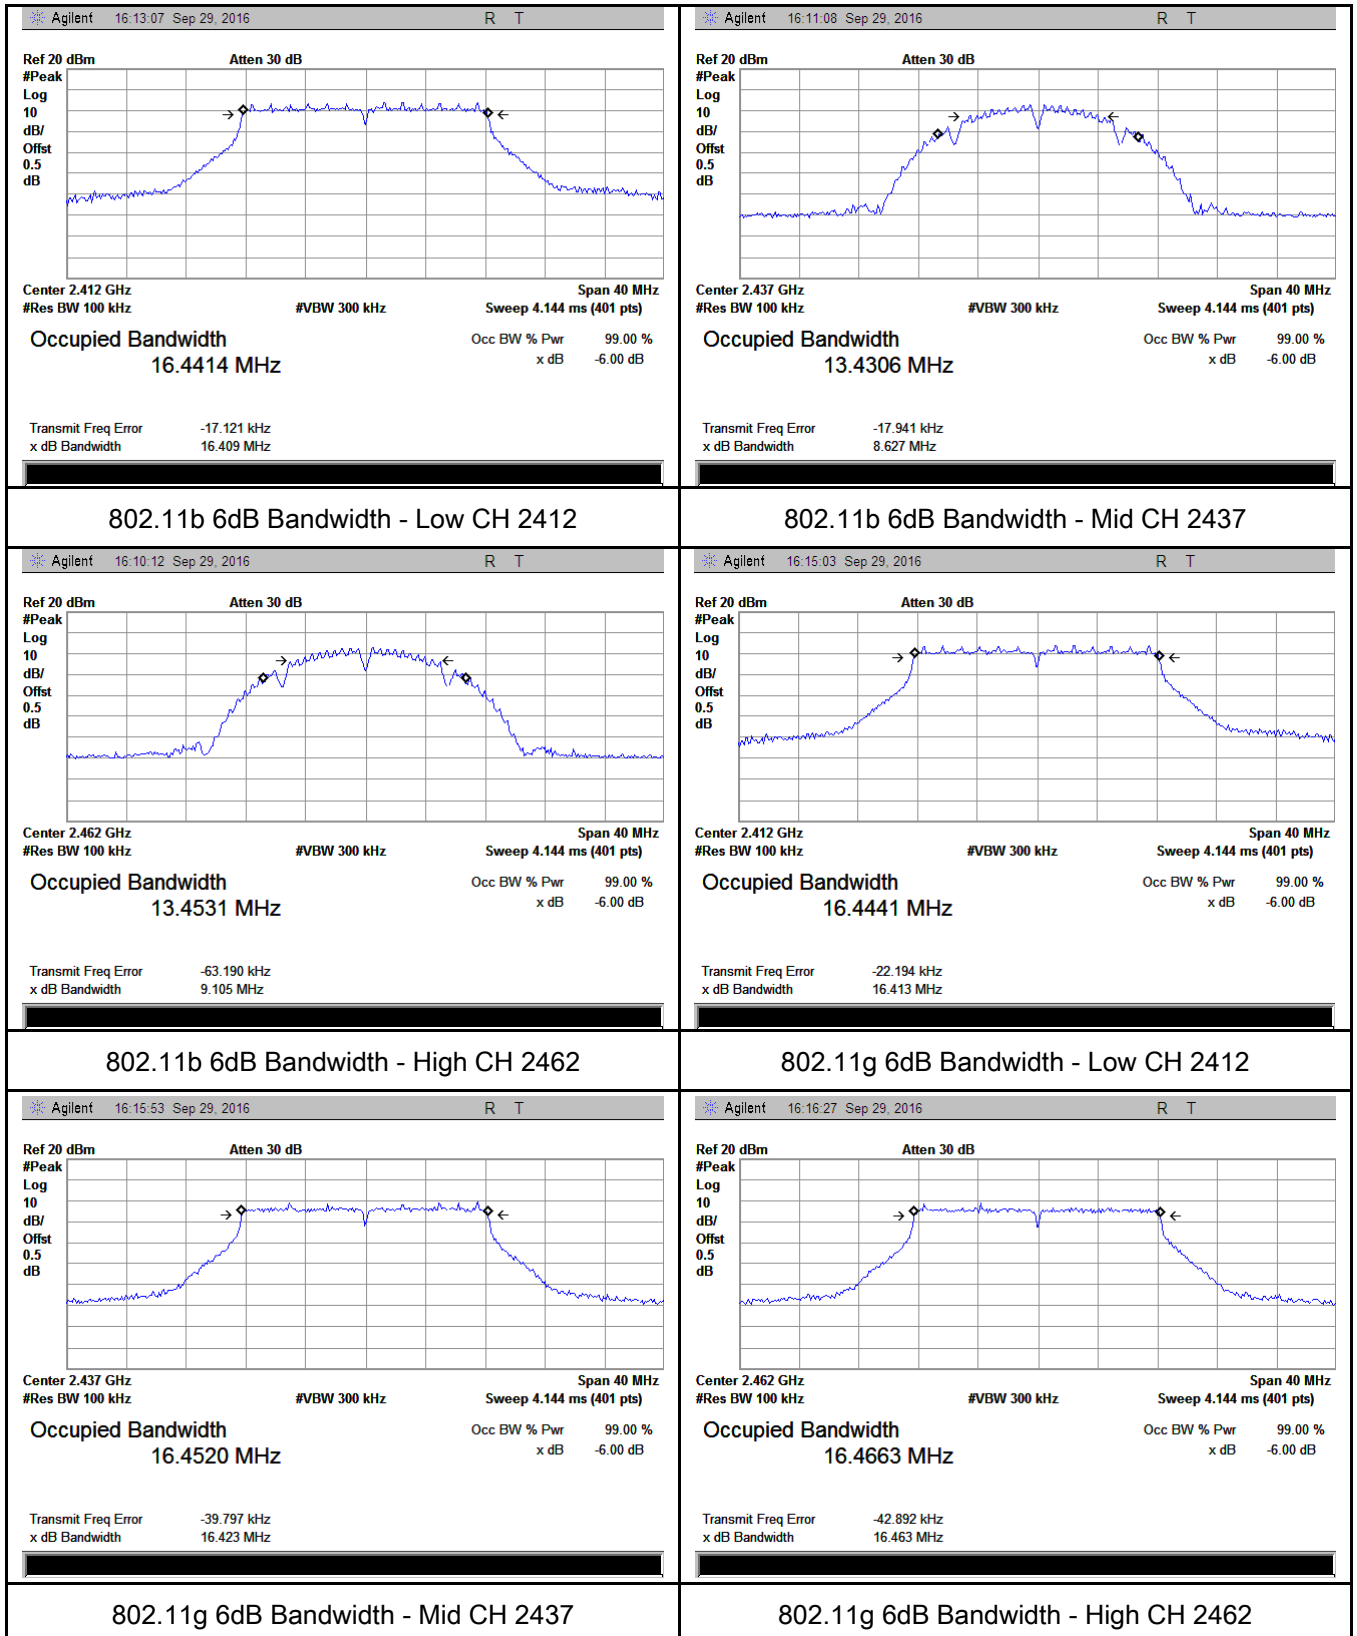 Agilent 16:13:07 Sep 29, 2016 R T
Ref 20 dBm Atten 30 dB
#Peak
Log
10
dB/
Offst
0.5
dB
Center 2.412 GHz Span 40 MHz
#Res BW 100 kHz #VBW 300 kHz Sweep 4.144 ms (401 pts)
Occupied Bandwidth Occ BW % Pwr 99.00 %
16.4414 MHz x dB -6.00 dB
Transmit Freq Error -17.121 kHz
x dB Bandwidth 16.409 MHz
802.11b 6dB Bandwidth - Low CH 2412
Agilent 16:11:08 Sep 29, 2016 R T
Ref 20 dBm Atten 30 dB
#Peak
Log
10
dB/
Offst
0.5
dB
Center 2.437 GHz Span 40 MHz
#Res BW 100 kHz #VBW 300 kHz Sweep 4.144 ms (401 pts)
Occupied Bandwidth Occ BW % Pwr 99.00 %
13.4306 MHz x dB -6.00 dB
Transmit Freq Error -17.941 kHz
x dB Bandwidth 8.627 MHz
802.11b 6dB Bandwidth - Mid CH 2437
Agilent 16:10:12 Sep 29, 2016 R T
Ref 20 dBm Atten 30 dB
#Peak
Log
10
dB/
Offst
0.5
dB
Center 2.462 GHz Span 40 MHz
#Res BW 100 kHz #VBW 300 kHz Sweep 4.144 ms (401 pts)
Occupied Bandwidth Occ BW % Pwr 99.00 %
13.4531 MHz x dB -6.00 dB
Transmit Freq Error -63.190 kHz
x dB Bandwidth 9.105 MHz
802.11b 6dB Bandwidth - High CH 2462
Agilent 16:15:03 Sep 29, 2016 R T
Ref 20 dBm Atten 30 dB
#Peak
Log
10
dB/
Offst
0.5
dB
Center 2.412 GHz Span 40 MHz
#Res BW 100 kHz #VBW 300 kHz Sweep 4.144 ms (401 pts)
Occupied Bandwidth Occ BW % Pwr 99.00 %
16.4441 MHz x dB -6.00 dB
Transmit Freq Error -22.194 kHz
x dB Bandwidth 16.413 MHz
802.11g 6dB Bandwidth - Low CH 2412
Agilent 16:15:53 Sep 29, 2016 R T
Ref 20 dBm Atten 30 dB
#Peak
Log
10
dB/
Offst
0.5
dB
Center 2.437 GHz Span 40 MHz
#Res BW 100 kHz #VBW 300 kHz Sweep 4.144 ms (401 pts)
Occupied Bandwidth Occ BW % Pwr 99.00 %
16.4520 MHz x dB -6.00 dB
Transmit Freq Error -39.797 kHz
x dB Bandwidth 16.423 MHz
802.11g 6dB Bandwidth - Mid CH 2437
Agilent 16:16:27 Sep 29, 2016 R T
Ref 20 dBm Atten 30 dB
#Peak
Log
10
dB/
Offst
0.5
dB
Center 2.462 GHz Span 40 MHz
#Res BW 100 kHz #VBW 300 kHz Sweep 4.144 ms (401 pts)
Occupied Bandwidth Occ BW % Pwr 99.00 %
16.4663 MHz x dB -6.00 dB
Transmit Freq Error -42.892 kHz
x dB Bandwidth 16.463 MHz
802.11g 6dB Bandwidth - High CH 2462